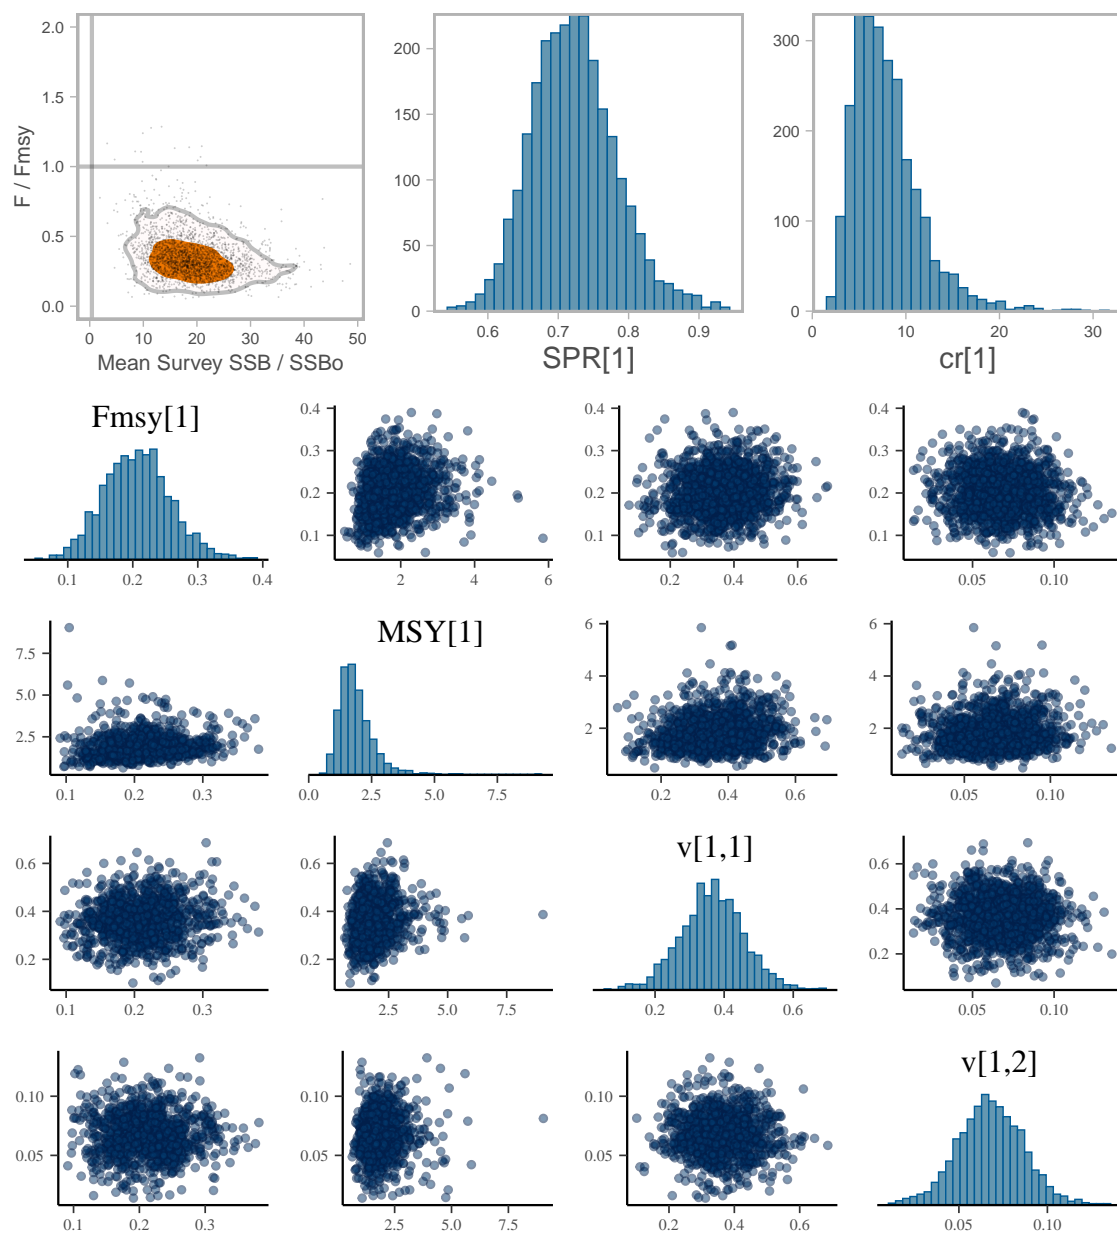 2.0
1.5
1.0
0.5
0.0
F / Fmsy
0 10 20 30 40 50
Mean Survey SSB / SSBo
200
150
100
50
0
0.6 0.7 0.8 0.9
SPR[1]
300
200
100
0
0 10 20 30
cr[1]
Fmsy[1]
0.1 0.2 0.3 0.4
0.4
0.3
0.2
0.1
2 4 6
0.4
0.3
0.2
0.1
0.2 0.4 0.6
0.4
0.3
0.2
0.1
0.05 0.10
7.5
5.0
2.5
0.1 0.2 0.3
MSY[1]
0.0 2.5 5.0 7.5
6
4
2
0.2 0.4 0.6
6
4
2
0.05 0.10
0.6
0.4
0.2
0.1 0.2 0.3
0.6
0.4
0.2
2.5 5.0 7.5
v[1,1]
0.2 0.4 0.6
0.6
0.4
0.2
0.05 0.10
0.10
0.05
0.1 0.2 0.3
0.10
0.05
2.5 5.0 7.5
0.10
0.05
0.2 0.4 0.6
v[1,2]
0.05 0.10